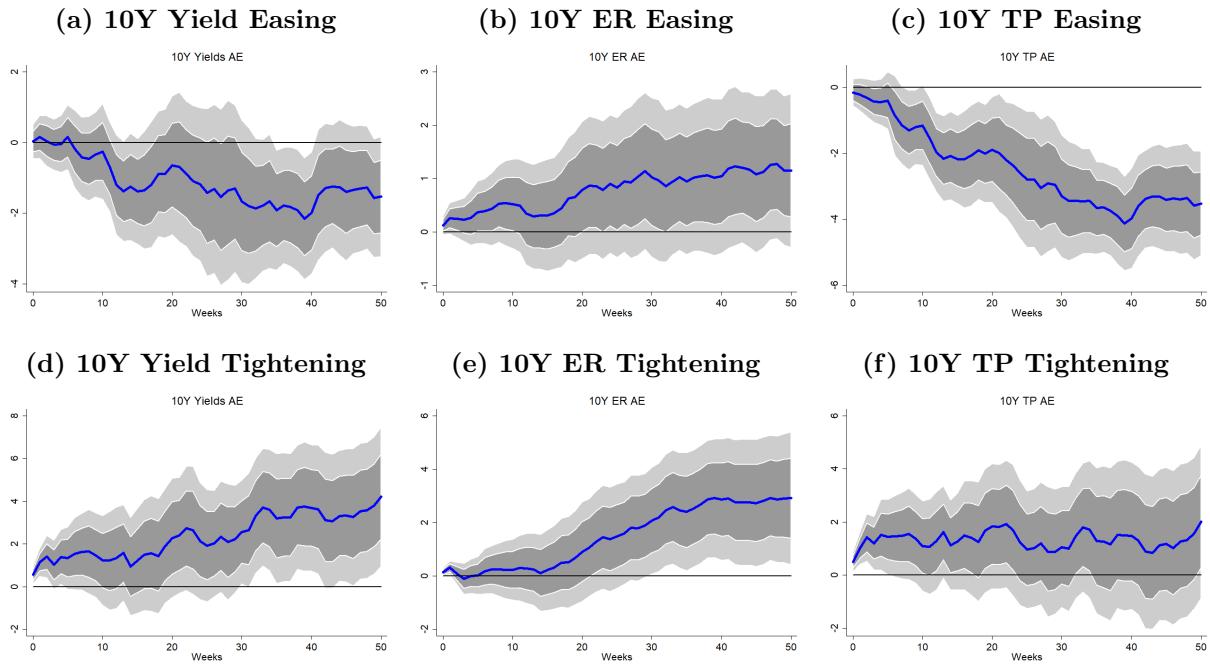 (a) 10Y Yield Easing
10Y Yields AE
2
0
-2
-4
0 10 20 30 40 50
Weeks
(b) 10Y ER Easing
10Y ER AE
3
2
1
0
-1
0 10 20 30 40 50
Weeks
(c) 10Y TP Easing
10Y TP AE
0
-2
-4
-6
0 10 20 30 40 50
Weeks
(d) 10Y Yield Tightening
10Y Yields AE
8
6
4
2
0
-2
0 10 20 30 40 50
Weeks
(e) 10Y ER Tightening
10Y ER AE
6
4
2
0
-2
0 10 20 30 40 50
Weeks
(f) 10Y TP Tightening
10Y TP AE
6
4
2
0
-2
0 10 20 30 40 50
Weeks